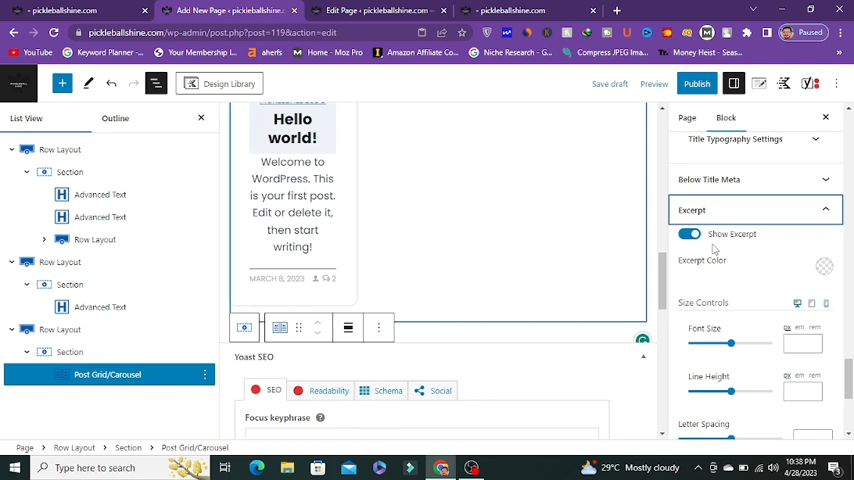 - pickleballshine.com
Add New Page ‹ pickleballshine.c
Edit Page ‹ pickleballshine.com —
- pickleballshine.com
pickleballshine.com/wp-admin/post.php?post=119&action=edit
Paused
YouTube
Keyword Planner -...
Your Membership I...
aherfs
Home - Moz Pro
Amazon Affiliate Co...
Niche Research - G...
Compress JPEG Ima...
Money Heist - Seas...
Design Library
Save draft
Preview
Publish
List View
Outline
Page
Block
Row Layout
Section
Advanced Text
Advanced Text
Row Layout
Row Layout
Section
Advanced Text
Row Layout
Section
Post Grid/Carousel
Hello
world!
Welcome to
WordPress. This
is your first post.
Edit or delete it,
then start
writing!
MARCH 8, 2023
2
Yoast SEO
SEO
Readability
Schema
Social
Focus keyphrase
Title Typography Settings
Below Title Meta
Excerpt
Show Excerpt
Excerpt Color
Size Controls
Font Size
px em rem
Line Height
px em rem
Letter Spacing
Page
Row Layout
Section
Post Grid/Carousel
Type here to search
29°C Mostly cloudy
10:38 PM
4/28/2023
3